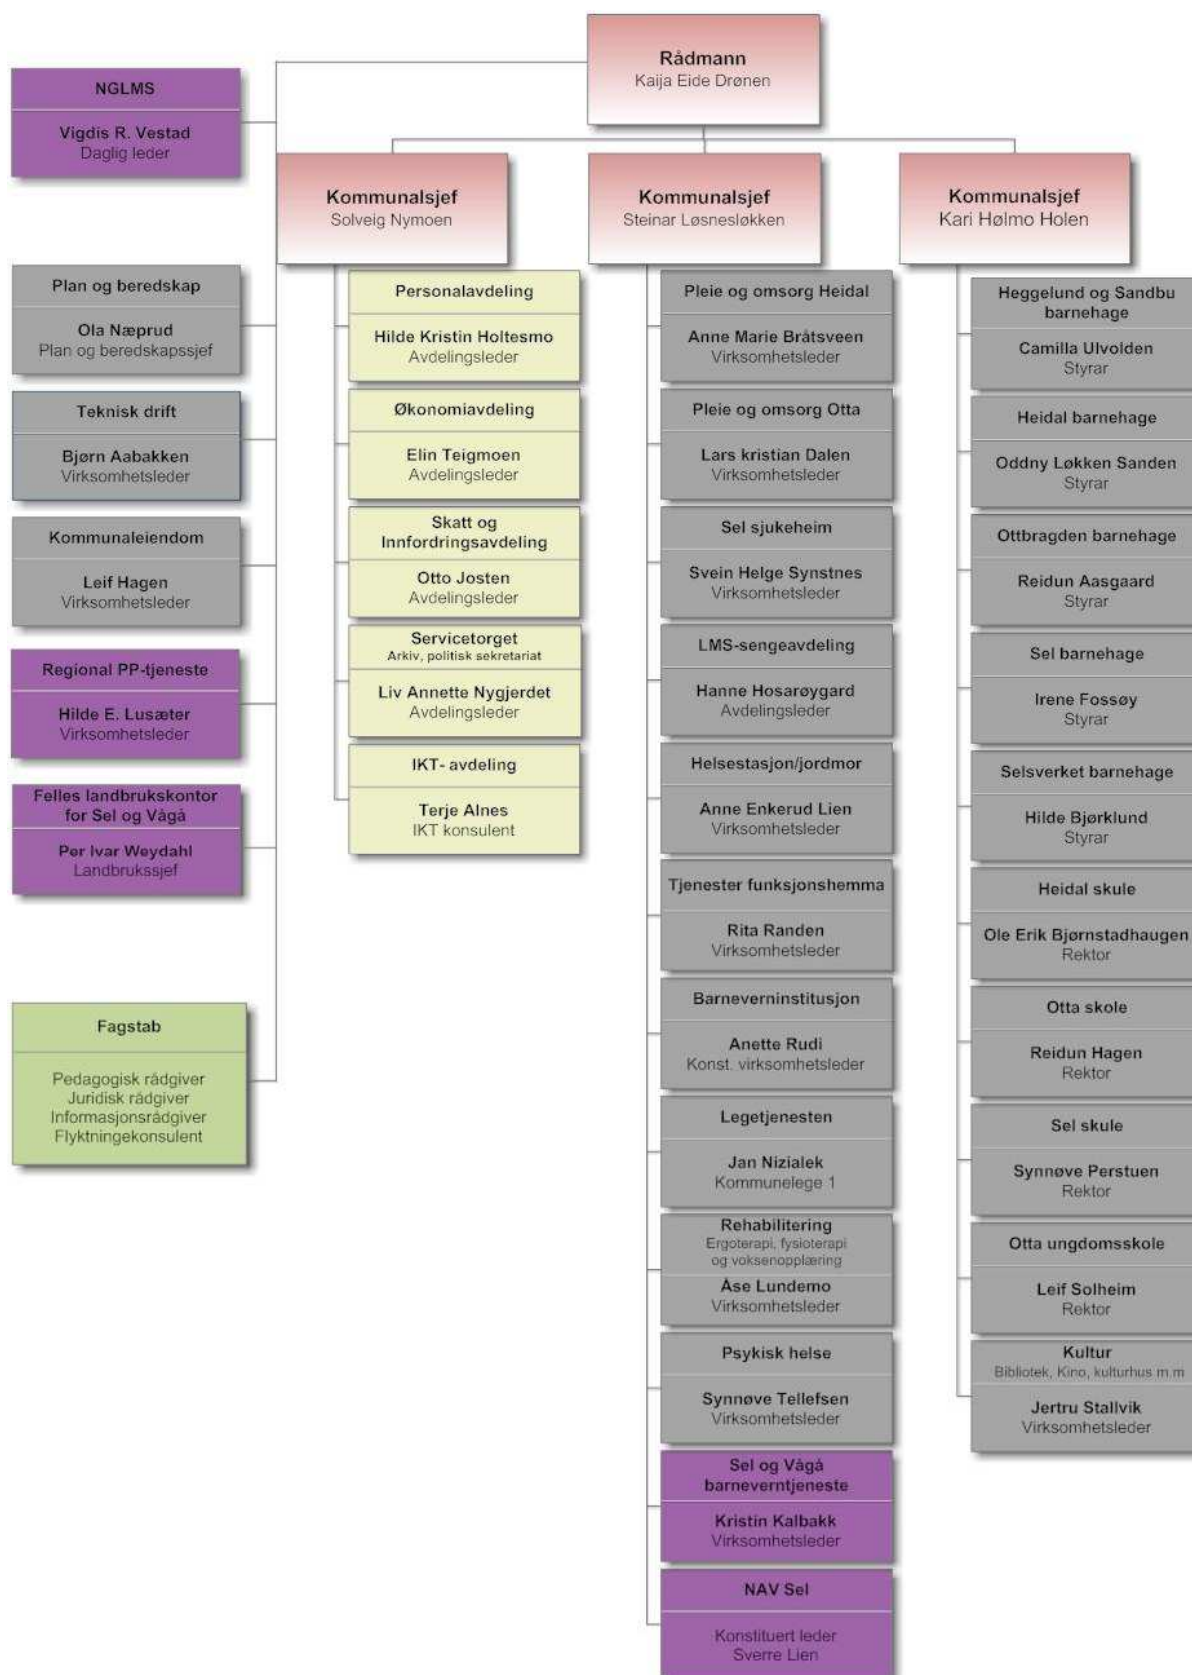 Rådmann
Kaija Eide Drønen
NGLMS
Vigdis R. Vestad
Daglig leder
Plan og beredskap
Ola Næprud
Plan og beredskapssjef
Teknisk drift
Bjørn Aabakken
Virksomhetsleder
Kommunaleiendom
Leif Hagen
Virksomhetsleder
Regional PP-tjeneste
Hilde E. Lusæter
Virksomhetsleder
Felles landbrukskontor
for Sel og Vågå
Per Ivar Weydahl
Landbrukssjef
Fagstab
Pedagogisk rådgiver
Juridisk rådgiver
Informasjonsrådgiver
Flyktningekonsulent
Kommunalsjef
Solveig Nymoen
Personalavdeling
Hilde Kristin Holtesmo
Avdelingsleder
Økonomiavdeling
Elin Teigmoen
Avdelingsleder
Skatt og
Innfordringsavdeling
Otto Josten
Avdelingsleder
Servicetorget
Arkiv, politisk sekretariat
Liv Annette Nygjerdet
Avdelingsleder
IKT- avdeling
Terje Alnes
IKT konsulent
Kommunalsjef
Steinar Løsnesløkken
Pleie og omsorg Heidal
Anne Marie Bråtsveen
Virksomhetsleder
Pleie og omsorg Otta
Lars kristian Dalen
Virksomhetsleder
Sel sjukeheim
Svein Helge Synstnes
Virksomhetsleder
LMS-sengeavdeling
Hanne Hosarøygard
Avdelingsleder
Helsestasjon/jordmor
Anne Enkerud Lien
Virksomhetsleder
Tjenester funksjonshemma
Rita Randen
Virksomhetsleder
Barneverninstitusjon
Anette Rudi
Konst. virksomhetsleder
Legetjenesten
Jan Nizialek
Kommunelege 1
Rehabilitering
Ergoterapi, fysioterapi
og voksenopplæring
Åse Lundemo
Virksomhetsleder
Psykisk helse
Synnøve Tellefsen
Virksomhetsleder
Sel og Vågå
barneverntjeneste
Kristin Kalbakk
Virksomhetsleder
NAV Sel
Konstituert leder
Sverre Lien
Kommunalsjef
Kari Hølmo Holen
Heggelund og Sandbu
barnehage
Camilla Ulvolden
Styrar
Heidal barnehage
Oddny Løkken Sanden
Styrar
Ottbragden barnehage
Reidun Aasgaard
Styrar
Sel barnehage
Irene Fossøy
Styrar
Selsverket barnehage
Hilde Bjørklund
Styrar
Heidal skule
Ole Erik Bjørnstadhaugen
Rektor
Otta skole
Reidun Hagen
Rektor
Sel skule
Synnøve Perstuen
Rektor
Otta ungdomsskole
Leif Solheim
Rektor
Kultur
Bibliotek, Kino, kulturhus m.m
Jertru Stallvik
Virksomhetsleder